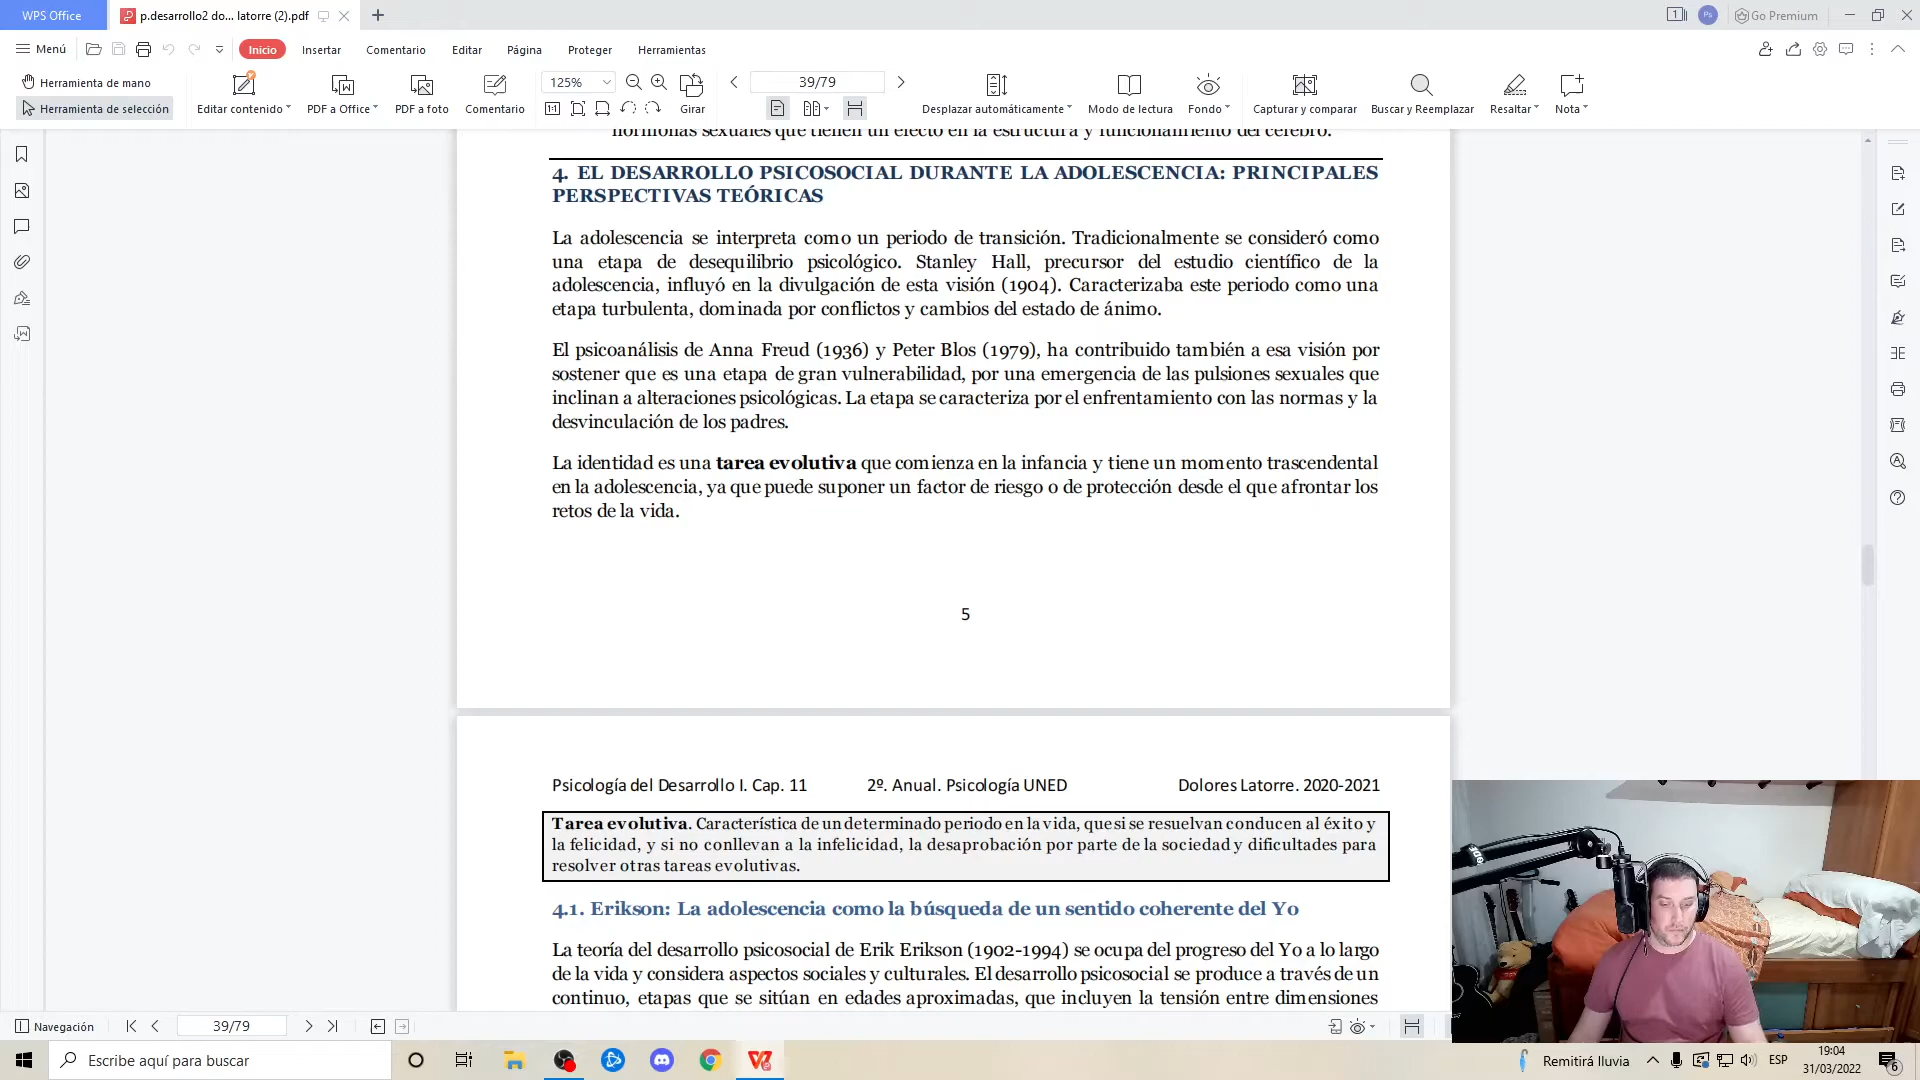 WPS Office
p.desarrollo2 do... latorre (2).pdf
1
Ps
Go Premium
Menú
Inicio
Insertar
Comentario
Editar
Página
Proteger
Herramientas
Herramienta de mano
Herramienta de selección
Editar contenido
PDF a Office
PDF a foto
Comentario
125%
Girar
39/79
Desplazar automáticamente
Modo de lectura
Fondo
Capturar y comparar
Buscar y Reemplazar
Resaltar
Nota
hormonas sexuales que tienen un efecto en la estructura y funcionamiento del cerebro.
4. EL DESARROLLO PSICOSOCIAL DURANTE LA ADOLESCENCIA: PRINCIPALES
PERSPECTIVAS TEÓRICAS
La adolescencia se interpreta como un periodo de transición. Tradicionalmente se consideró como
una etapa de desequilibrio psicológico. Stanley Hall, precursor del estudio científico de la
adolescencia, influyó en la divulgación de esta visión (1904). Caracterizaba este periodo como una
etapa turbulenta, dominada por conflictos y cambios del estado de ánimo.
El psicoanálisis de Anna Freud (1936) y Peter Blos (1979), ha contribuido también a esa visión por
sostener que es una etapa de gran vulnerabilidad, por una emergencia de las pulsiones sexuales que
inclinan a alteraciones psicológicas. La etapa se caracteriza por el enfrentamiento con las normas y la
desvinculación de los padres.
La identidad es una tarea evolutiva que comienza en la infancia y tiene un momento trascendental
en la adolescencia, ya que puede suponer un factor de riesgo o de protección desde el que afrontar los
retos de la vida.
5
Psicología del Desarrollo I. Cap. 11
2º. Anual. Psicología UNED
Dolores Latorre. 2020-2021
Tarea evolutiva. Característica de un determinado periodo en la vida, que si se resuelvan conducen al éxito y
la felicidad, y si no conllevan a la infelicidad, la desaprobación por parte de la sociedad y dificultades para
resolver otras tareas evolutivas.
4.1. Erikson: La adolescencia como la búsqueda de un sentido coherente del Yo
La teoría del desarrollo psicosocial de Erik Erikson (1902-1994) se ocupa del progreso del Yo a lo largo
de la vida y considera aspectos sociales y culturales. El desarrollo psicosocial se produce a través de un
continuo, etapas que se sitúan en edades aproximadas, que incluyen la tensión entre dimensiones
Navegación
39/79
Escribe aquí para buscar
Remitirá lluvia
ESP
19:04
31/03/2022
6